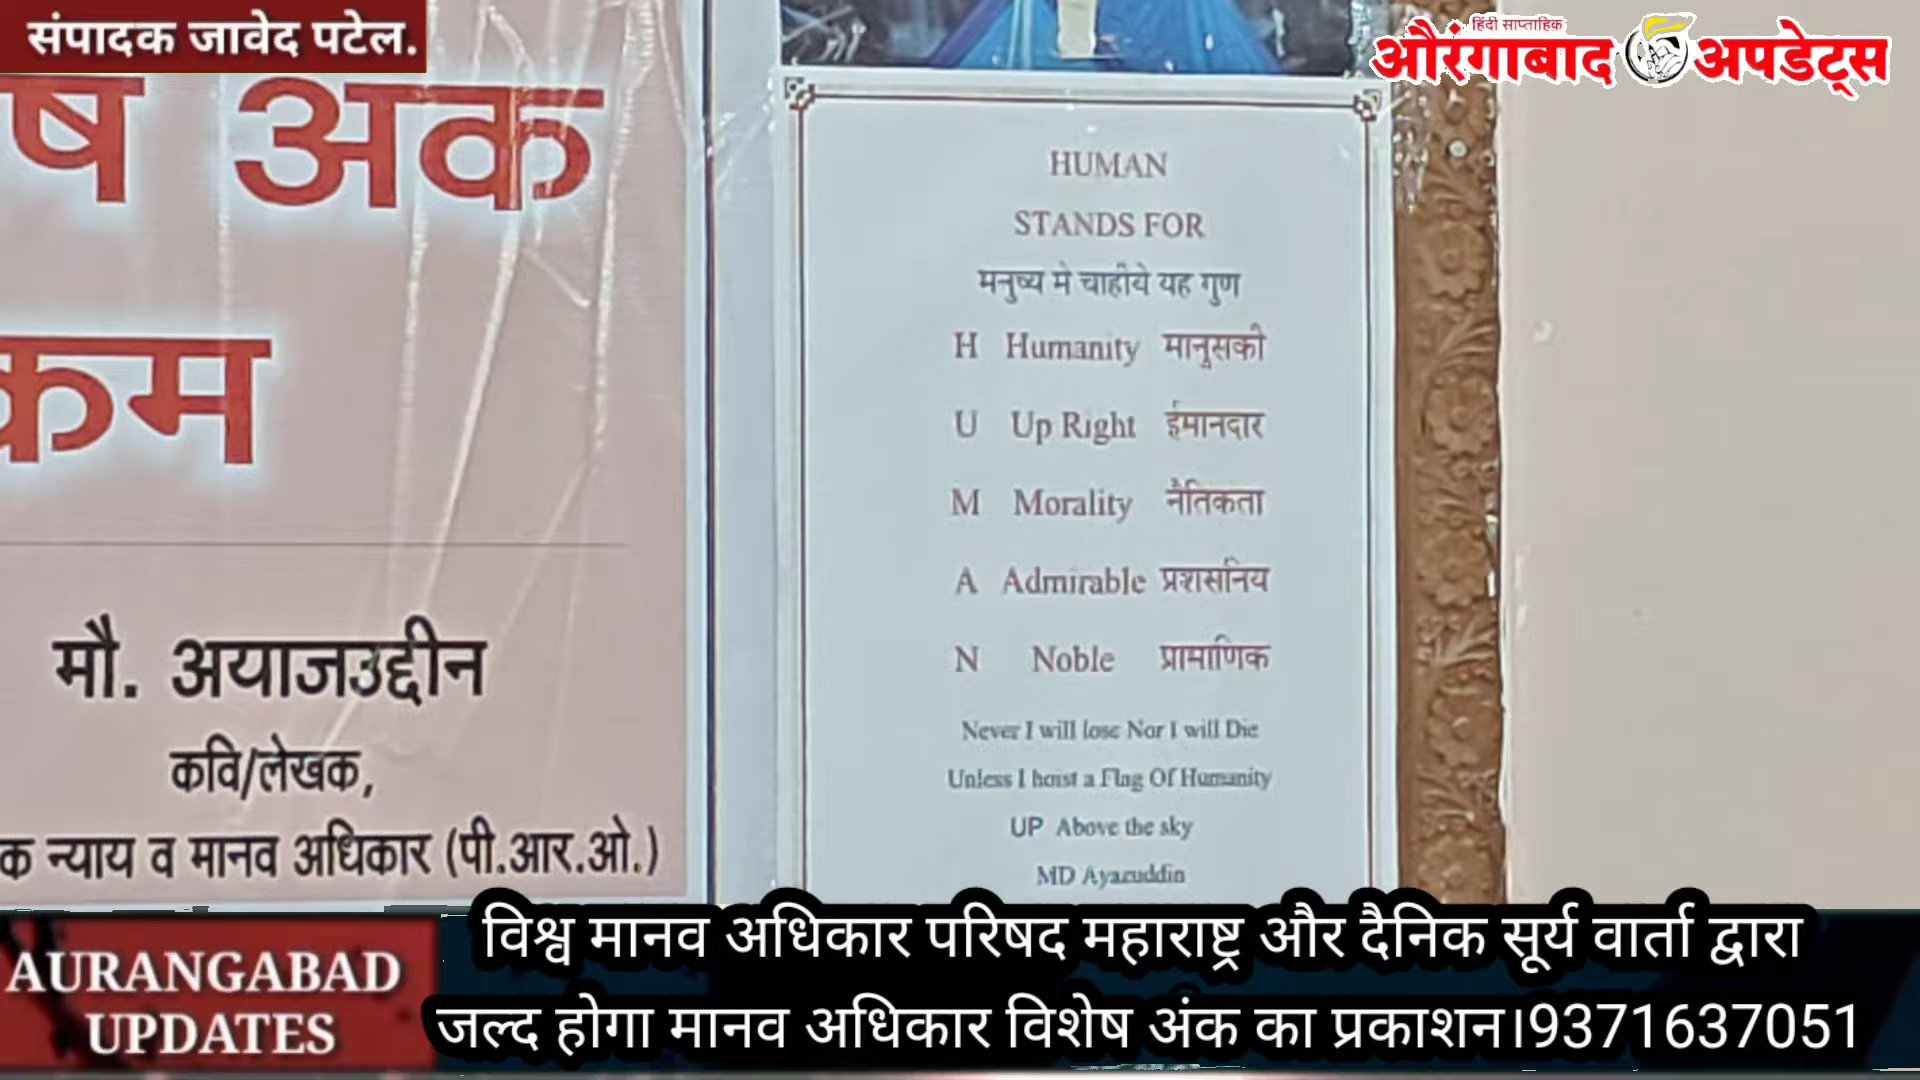 संपादक जावेद पटेल.
हिंदी साप्ताहिक
औरंगाबाद अपडेट्स
ष अंक
क्रम
मौ. अयाजउद्दीन
कवि/लेखक,
क न्याय व मानव अधिकार (पी.आर.ओ.)
HUMAN
STANDS FOR
मनुष्य मे चाहीये यह गुण
H Humanity मानुसकी
U Up Right ईमानदार
M Morality नैतिकता
A Admirable प्रशसनिय
N Noble प्रामाणिक
Never I will lose Nor I will Die
Unless I hoist a Flag Of Humanity
UP Above the sky
MD Ayazuddin
AURANGABAD
UPDATES
विश्व मानव अधिकार परिषद महाराष्ट्र और दैनिक सूर्य वार्ता द्वारा
जल्द होगा मानव अधिकार विशेष अंक का प्रकाशन।9371637051